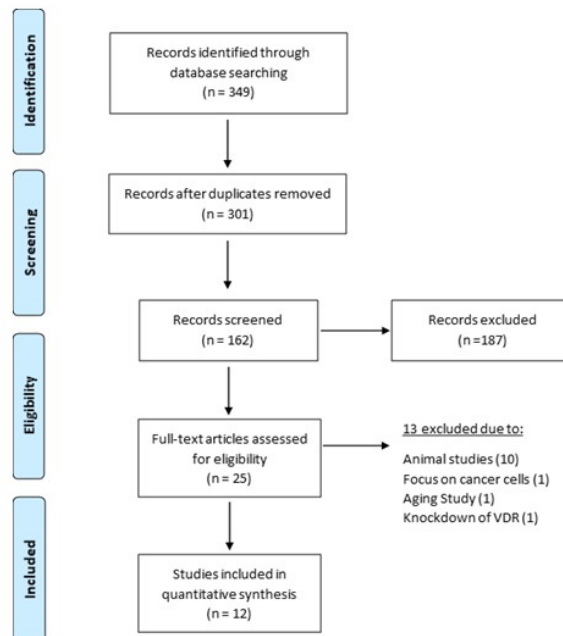 Identification
Records identified through
database searching
(n = 349)
Screening
Records after duplicates removed
(n = 301)
Records screened
(n = 162)
Records excluded
(n =187)
Eligibility
Full-text articles assessed
for eligibility
(n = 25)
13 excluded due to:
Animal studies (10)
Focus on cancer cells (1)
Aging Study (1)
Knockdown of VDR (1)
Included
Studies included in
quantitative synthesis
(n = 12)